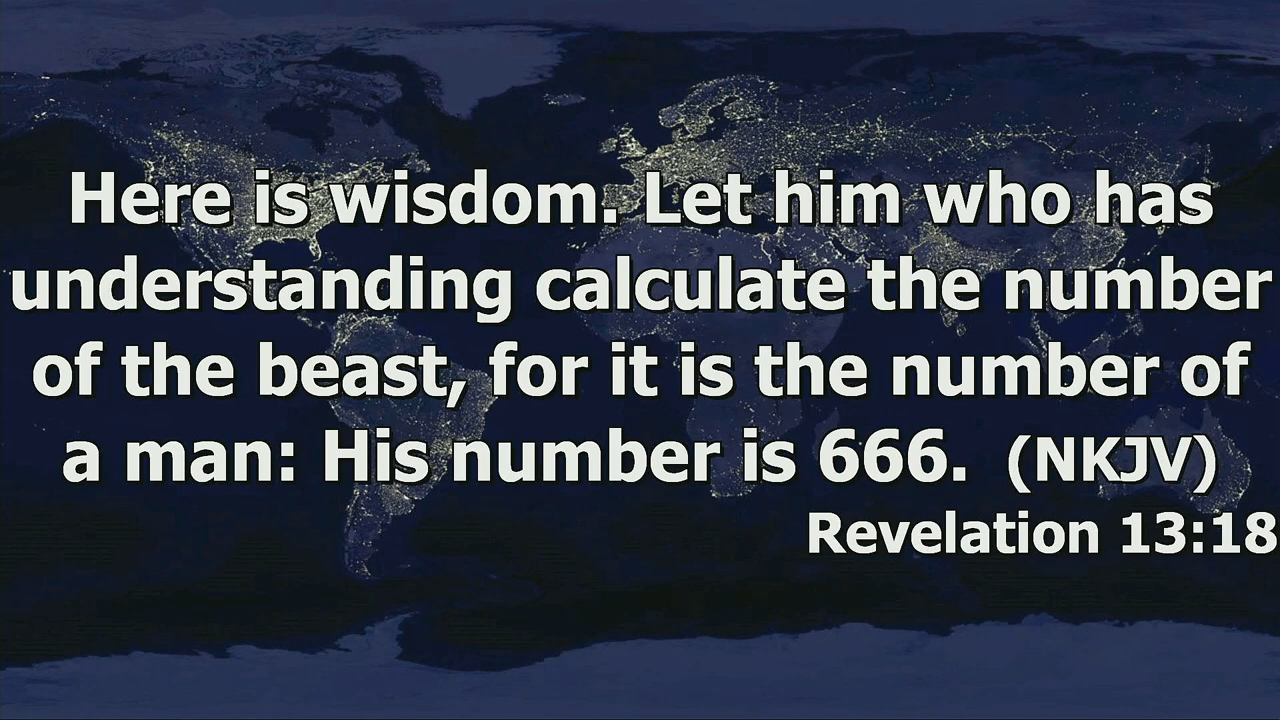 Here is wisdom. Let him who has
understanding calculate the number
of the beast, for it is the number of
a man: His number is 666. (NKJV)
Revelation 13:18